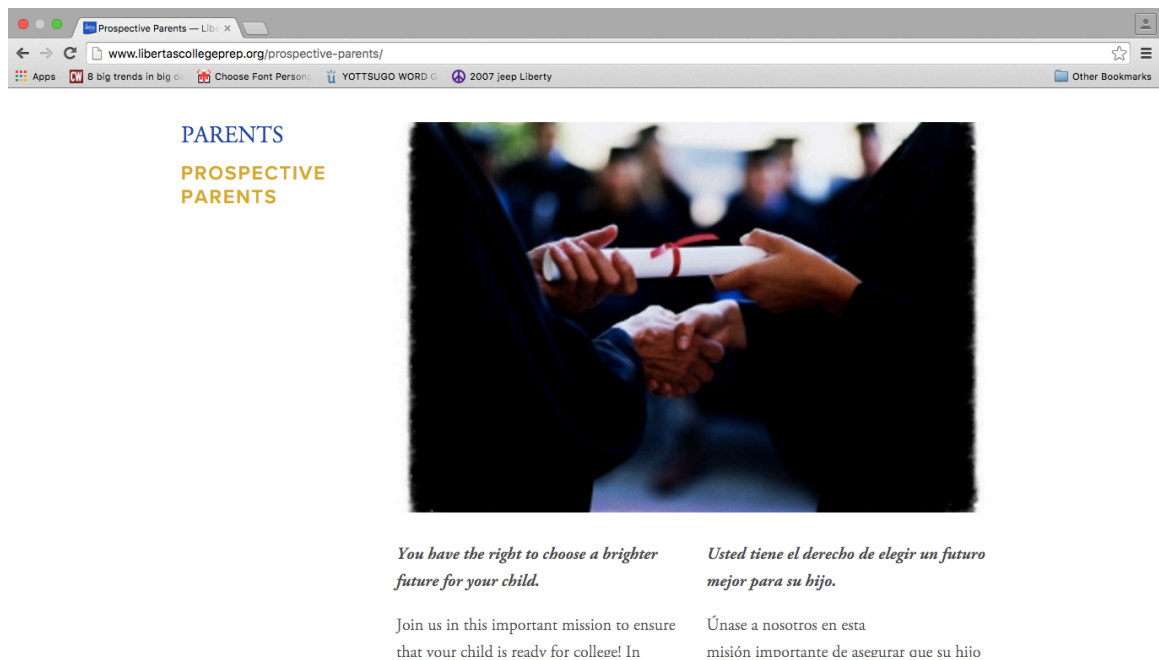 Prospective Parents — Lib
www.libertascollegeprep.org/prospective-parents/
Apps
8 big trends in big d
Choose Font Persona
YOTTSUGO WORD G
2007 jeep Liberty
Other Bookmarks
PARENTS
PROSPECTIVE
PARENTS
You have the right to choose a brighter
future for your child.
Join us in this important mission to ensure
that your child is ready for college! In
Usted tiene el derecho de elegir un futuro
mejor para su hijo.
Únase a nosotros en esta
misión importante de asegurar que su hijo